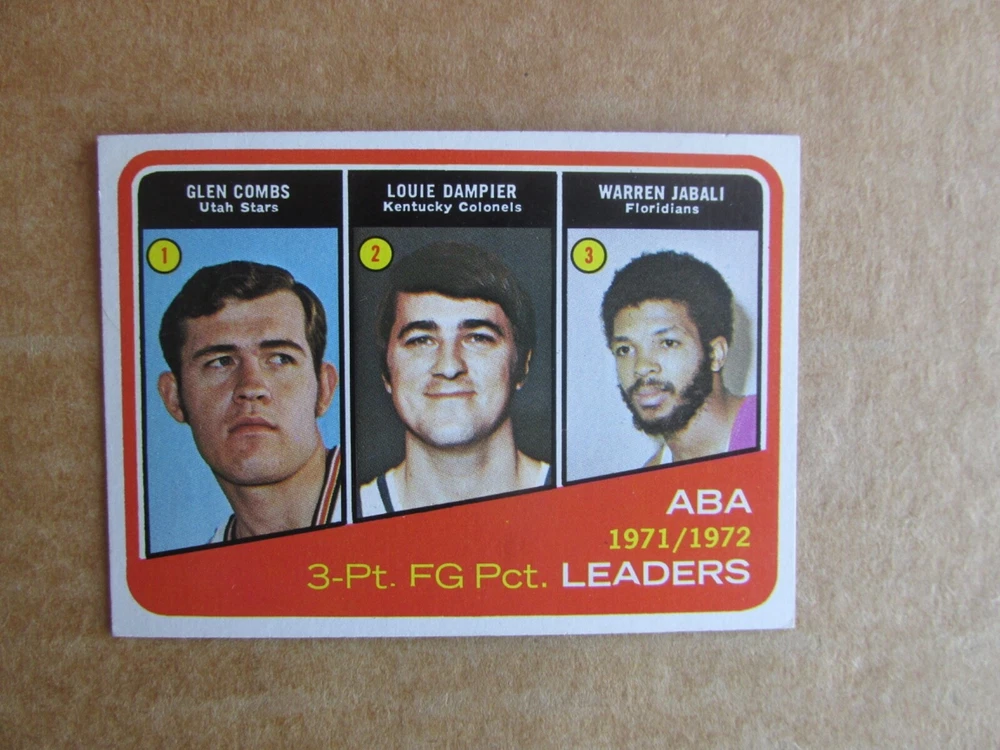 GLEN COMBS
Utah Stars
LOUIE DAMPIER
Kentucky Colonels
WARREN JABALI
Floridians
1
2
3
ABA
1971/1972
3-Pt. FG Pct. LEADERS